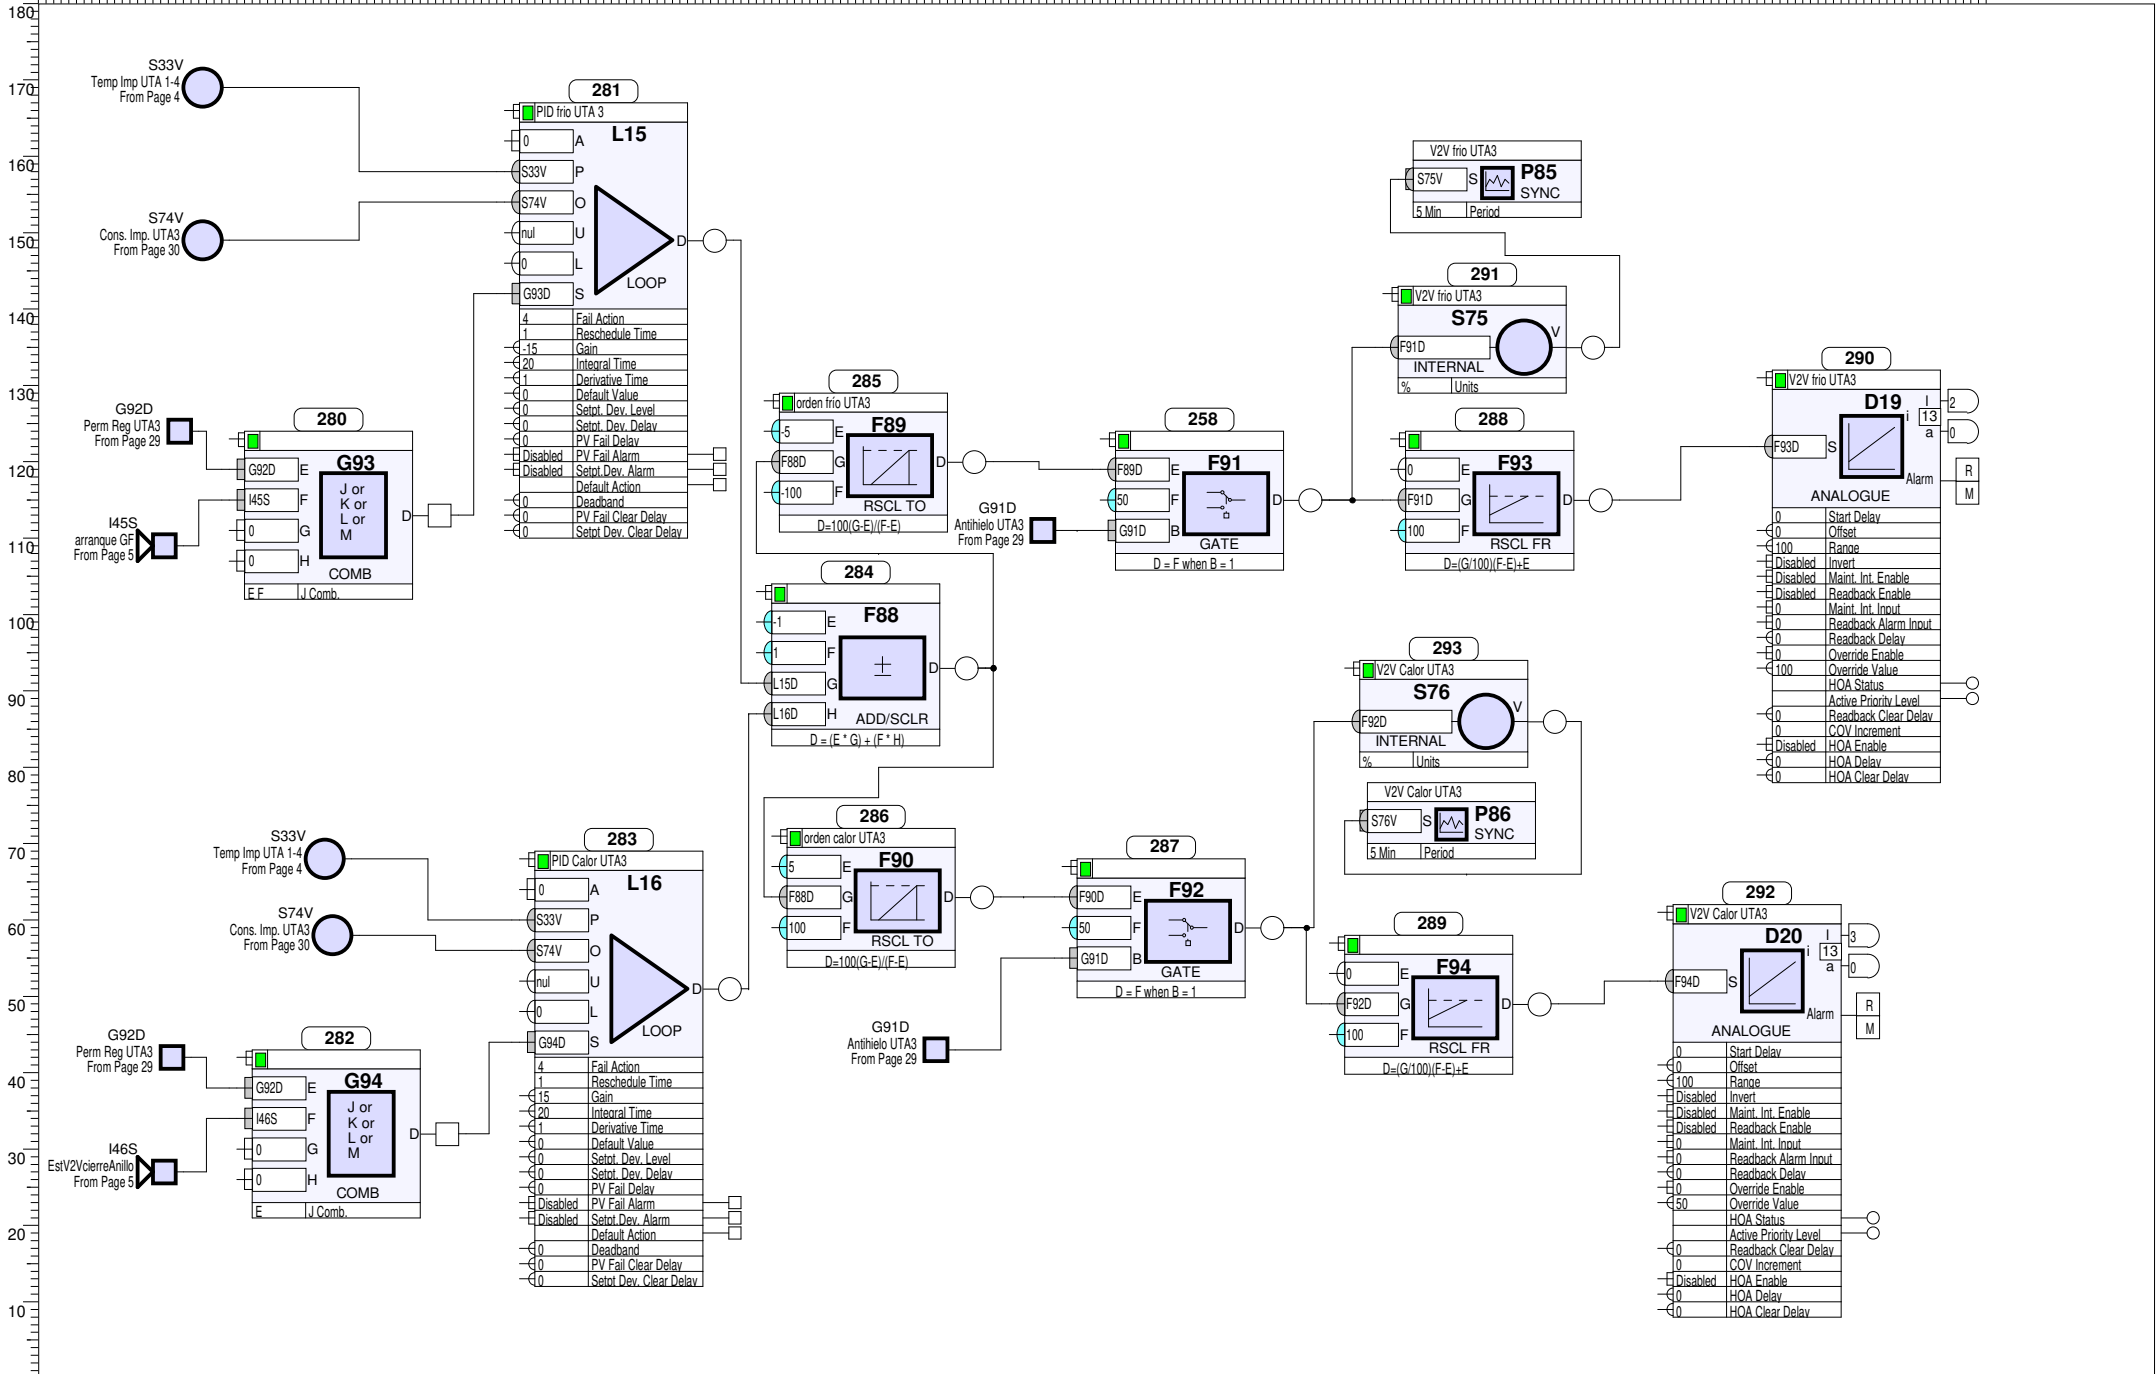 180
170
160
150
140
130
120
110
100
90
80
70
60
50
40
30
20
10
S33V
Temp Imp UTA 1-4
From Page 4
S74V
Cons. Imp. UTA3
From Page 30
G92D
Perm Reg UTA3
From Page 29
I45S
arranque GF
From Page 5
280
G93
G92D E
I45S F
0 G
0 H
J or
K or
L or
M
D
COMB
E F J Comb.
281
PID frio UTA 3
L15
0 A
S33V P
S74V O
nul U
0 L
G93D S
D
LOOP
4 Fail Action
1 Reschedule Time
-15 Gain
20 Integral Time
1 Derivative Time
0 Default Value
0 Setpt. Dev. Level
0 Setpt. Dev. Delay
0 PV Fail Delay
Disabled PV Fail Alarm
Disabled Setpt.Dev. Alarm
Default Action
0 Deadband
0 PV Fail Clear Delay
0 Setpt Dev. Clear Delay
285
orden frío UTA3
F89
-5 E
F88D G
-100 F
D
RSCL TO
D=100(G-E)/(F-E)
284
F88
-1 E
1 F
L15D G
L16D H
±
D
ADD/SCLR
D = (E * G) + (F * H)
G91D
Antihielo UTA3
From Page 29
258
F91
F89D E
50 F
G91D B
D
GATE
D = F when B = 1
V2V frio UTA3
S75V S
P85
SYNC
5 Min Period
291
V2V frio UTA3
S75
F91D
V
INTERNAL
% Units
288
F93
0 E
F91D G
100 F
D
RSCL FR
D=(G/100)(F-E)+E
290
V2V frio UTA3
D19
F93D S
I 2
i 13
a 0
Alarm
R
M
ANALOGUE
0 Start Delay
0 Offset
100 Range
Disabled Invert
Disabled Maint. Int. Enable
Disabled Readback Enable
0 Maint. Int. Input
0 Readback Alarm Input
0 Readback Delay
0 Override Enable
100 Override Value
HOA Status
Active Priority Level
0 Readback Clear Delay
0 COV Increment
Disabled HOA Enable
0 HOA Delay
0 HOA Clear Delay
S33V
Temp Imp UTA 1-4
From Page 4
S74V
Cons. Imp. UTA3
From Page 30
G92D
Perm Reg UTA3
From Page 29
I46S
EstV2VcierreAnillo
From Page 5
282
G94
G92D E
I46S F
0 G
0 H
J or
K or
L or
M
D
COMB
E J Comb.
283
PID Calor UTA3
L16
0 A
S33V P
S74V O
nul U
0 L
G94D S
D
LOOP
4 Fail Action
1 Reschedule Time
15 Gain
20 Integral Time
1 Derivative Time
0 Default Value
0 Setpt. Dev. Level
0 Setpt. Dev. Delay
0 PV Fail Delay
Disabled PV Fail Alarm
Disabled Setpt.Dev. Alarm
Default Action
0 Deadband
0 PV Fail Clear Delay
0 Setpt Dev. Clear Delay
286
orden calor UTA3
F90
5 E
F88D G
100 F
D
RSCL TO
D=100(G-E)/(F-E)
G91D
Antihielo UTA3
From Page 29
287
F92
F90D E
50 F
G91D B
D
GATE
D = F when B = 1
293
V2V Calor UTA3
S76
F92D
V
INTERNAL
% Units
V2V Calor UTA3
S76V S
P86
SYNC
5 Min Period
289
F94
0 E
F92D G
100 F
D
RSCL FR
D=(G/100)(F-E)+E
292
V2V Calor UTA3
D20
F94D S
I 3
i 13
a 0
Alarm
R
M
ANALOGUE
0 Start Delay
0 Offset
100 Range
Disabled Invert
Disabled Maint. Int. Enable
Disabled Readback Enable
0 Maint. Int. Input
0 Readback Alarm Input
0 Readback Delay
0 Override Enable
50 Override Value
HOA Status
Active Priority Level
0 Readback Clear Delay
0 COV Increment
Disabled HOA Enable
0 HOA Delay
0 HOA Clear Delay